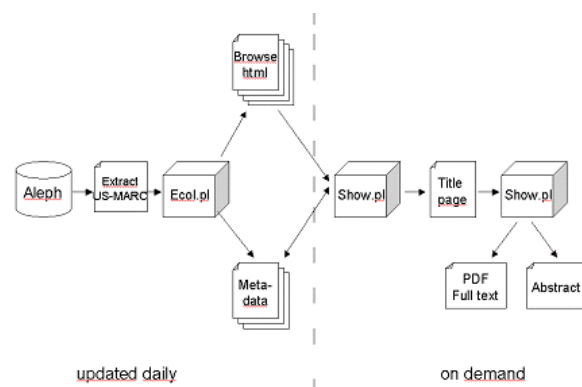 Browse
html
Aleph
Extract
US-MARC
Ecol.pl
Show.pl
Title
page
Show.pl
Meta-
data
PDF
Full text
Abstract
updated daily
on demand